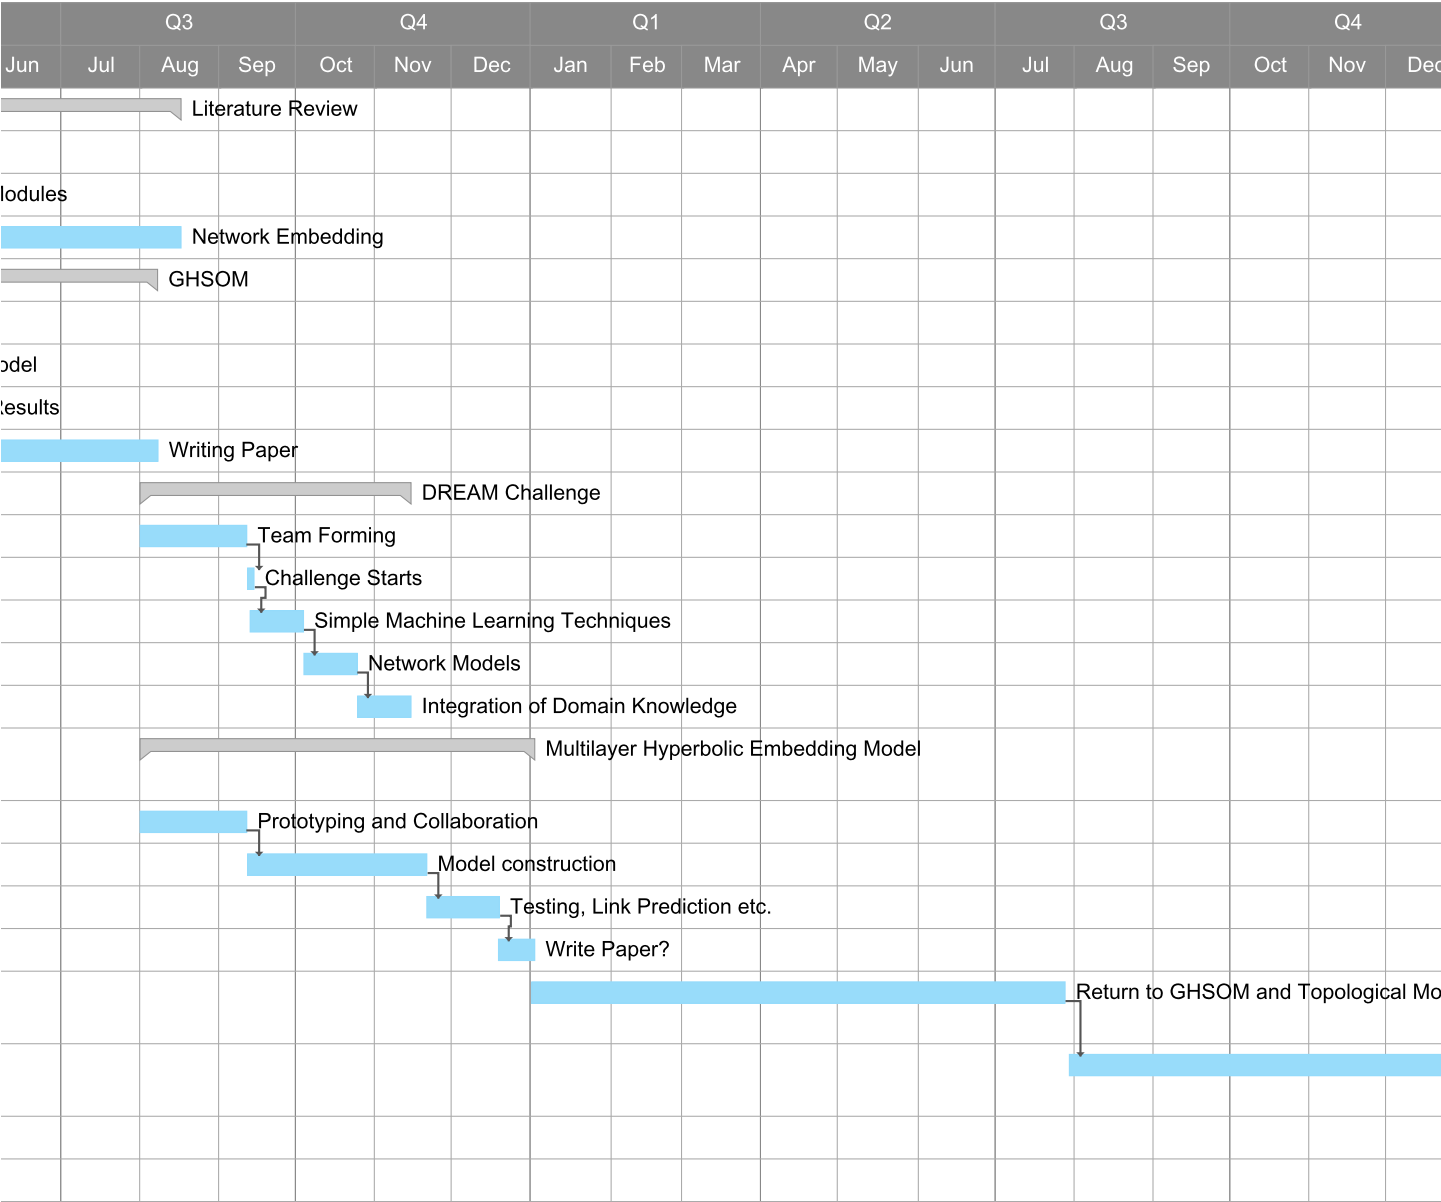 Q3 Q4 Q1 Q2 Q3 Q4
Jun Jul Aug Sep Oct Nov Dec Jan Feb Mar Apr May Jun Jul Aug Sep Oct Nov Dec
Literature Review
Network Embedding
GHSOM
Writing Paper
DREAM Challenge
Team Forming
Challenge Starts
Simple Machine Learning Techniques
Network Models
Integration of Domain Knowledge
Multilayer Hyperbolic Embedding Model
Prototyping and Collaboration
Model construction
Testing, Link Prediction etc.
Write Paper?
Return to GHSOM and Topological